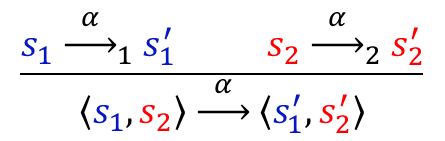 s₁ —α→₁ s₁′ s₂ —α→₂ s₂′
⟨s₁, s₂⟩ —α→ ⟨s₁′, s₂′⟩